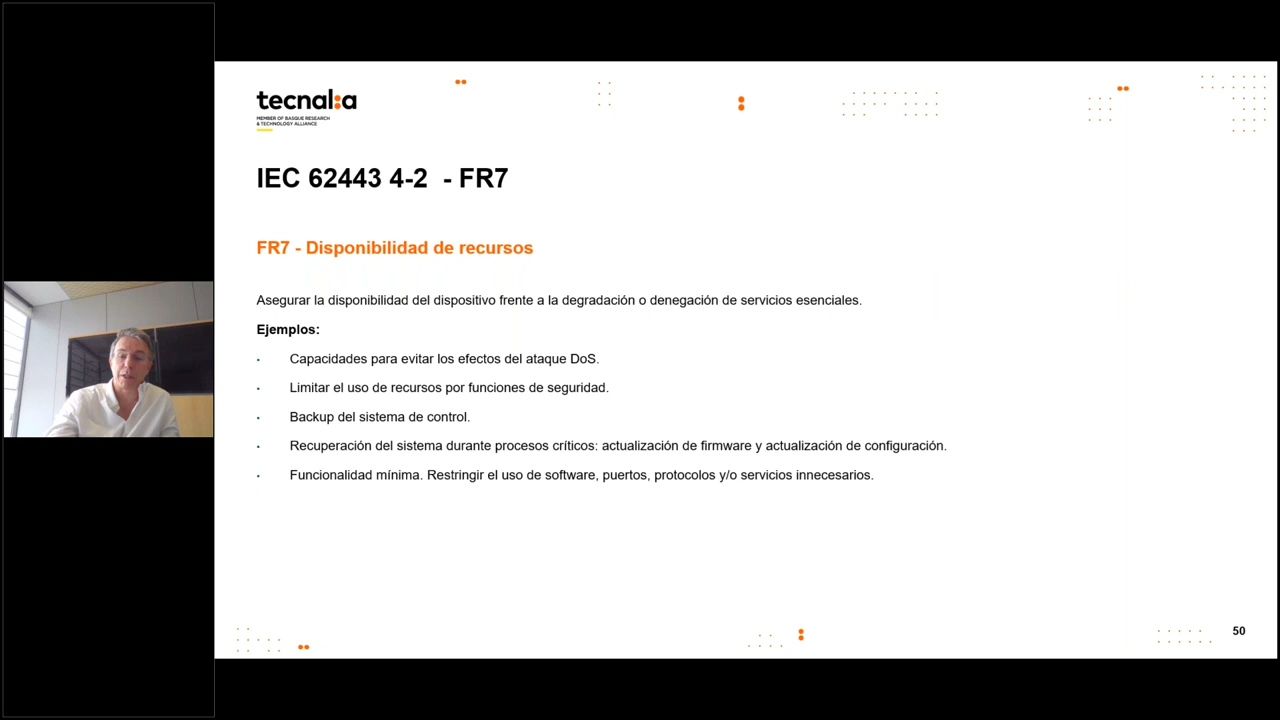 tecnalia
MEMBER OF BASQUE RESEARCH
& TECHNOLOGY ALLIANCE
IEC 62443 4-2 - FR7
FR7 - Disponibilidad de recursos
Asegurar la disponibilidad del dispositivo frente a la degradación o denegación de servicios esenciales.
Ejemplos:
• Capacidades para evitar los efectos del ataque DoS.
• Limitar el uso de recursos por funciones de seguridad.
• Backup del sistema de control.
• Recuperación del sistema durante procesos críticos: actualización de firmware y actualización de configuración.
• Funcionalidad mínima. Restringir el uso de software, puertos, protocolos y/o servicios innecesarios.
50